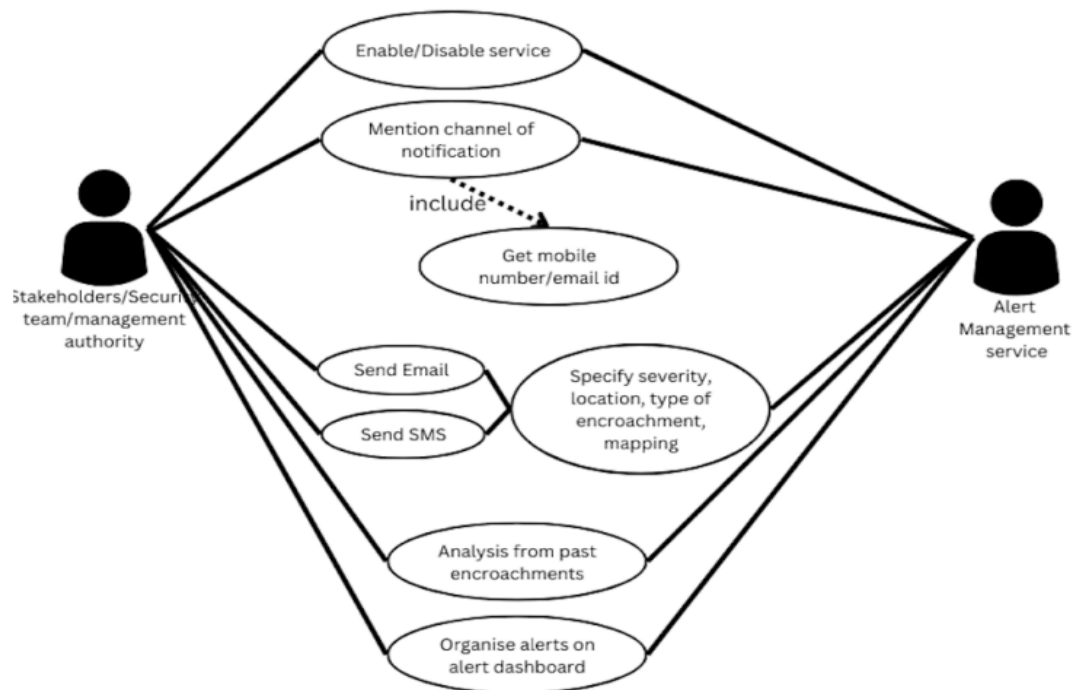 Enable/Disable service
Mention channel of
notification
include
Get mobile
number/email id
Stakeholders/Security
team/management
authority
Alert
Management
service
Send Email
Send SMS
Specify severity,
location, type of
encroachment,
mapping
Analysis from past
encroachments
Organise alerts on
alert dashboard